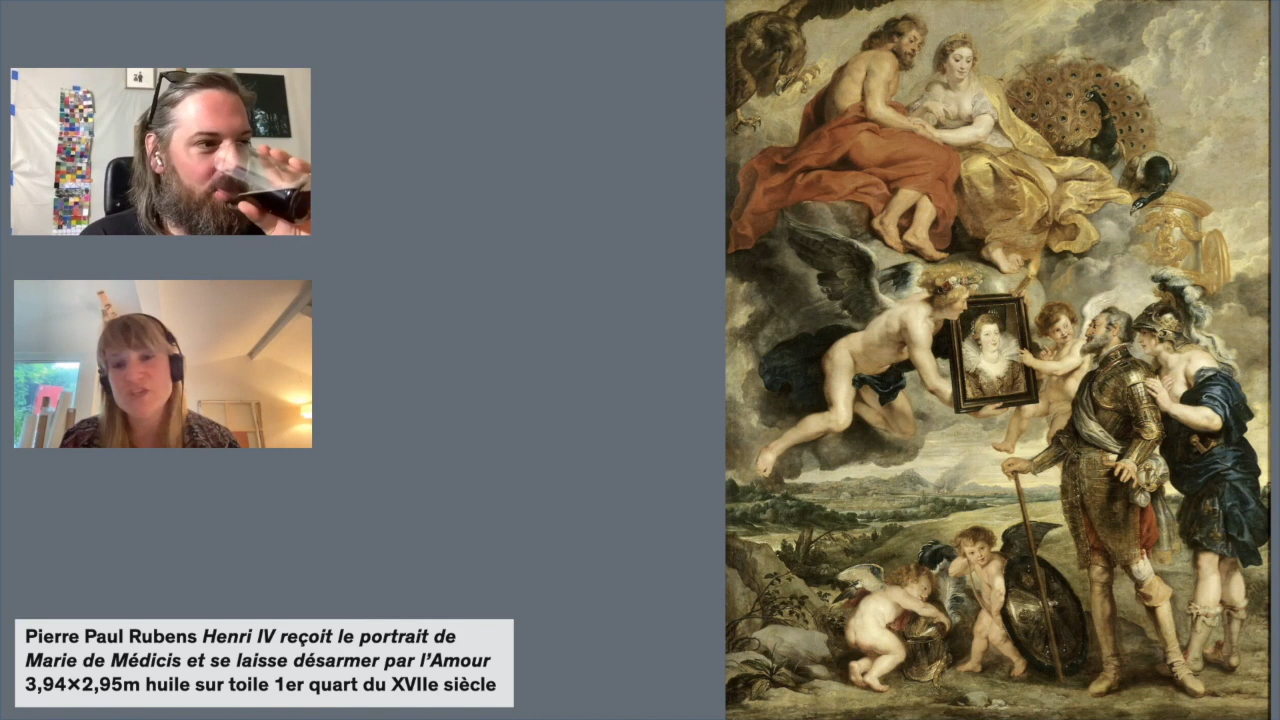 Pierre Paul Rubens Henri IV reçoit le portrait de
Marie de Médicis et se laisse désarmer par l’Amour
3,94×2,95m huile sur toile 1er quart du XVIIe siècle